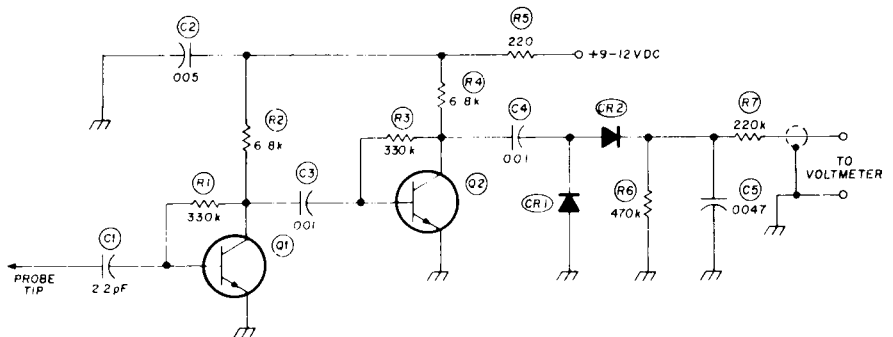 C2
005
R5
220
+9-12VDC
R2
6 8k
R4
6 8k
R3
330k
C4
001
CR2
R7
220k
TO
VOLTMETER
R1
330k
C3
001
Q2
CR1
R6
470k
C5
0047
C1
2 2pF
Q1
PROBE
TIP